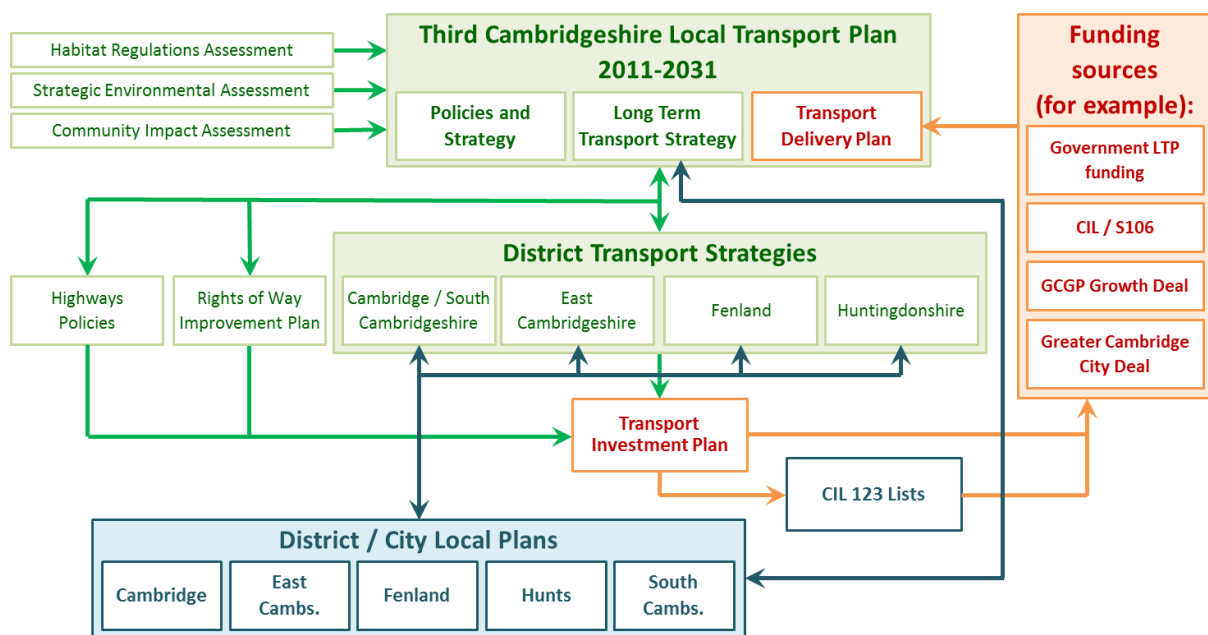 Habitat Regulations Assessment
Strategic Environmental Assessment
Community Impact Assessment
Third Cambridgeshire Local Transport Plan
2011-2031
Policies and
Strategy
Long Term
Transport Strategy
Transport
Delivery Plan
Funding
sources
(for example):
Government LTP
funding
CIL / S106
GCGP Growth Deal
Greater Cambridge
City Deal
Highways
Policies
Rights of Way
Improvement Plan
District Transport Strategies
Cambridge / South
Cambridgeshire
East
Cambridgeshire
Fenland
Huntingdonshire
Transport
Investment Plan
CIL 123 Lists
District / City Local Plans
Cambridge
East
Cambs.
Fenland
Hunts
South
Cambs.